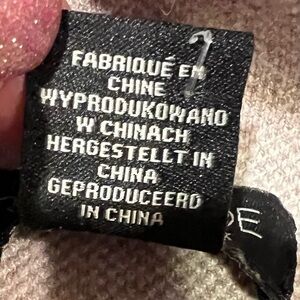 FABRIQUÉ EN
CHINE
WYPRODUKOWANO
W CHINACH
HERGESTELLT IN
CHINA
GEPRODUCEERD
IN CHINA